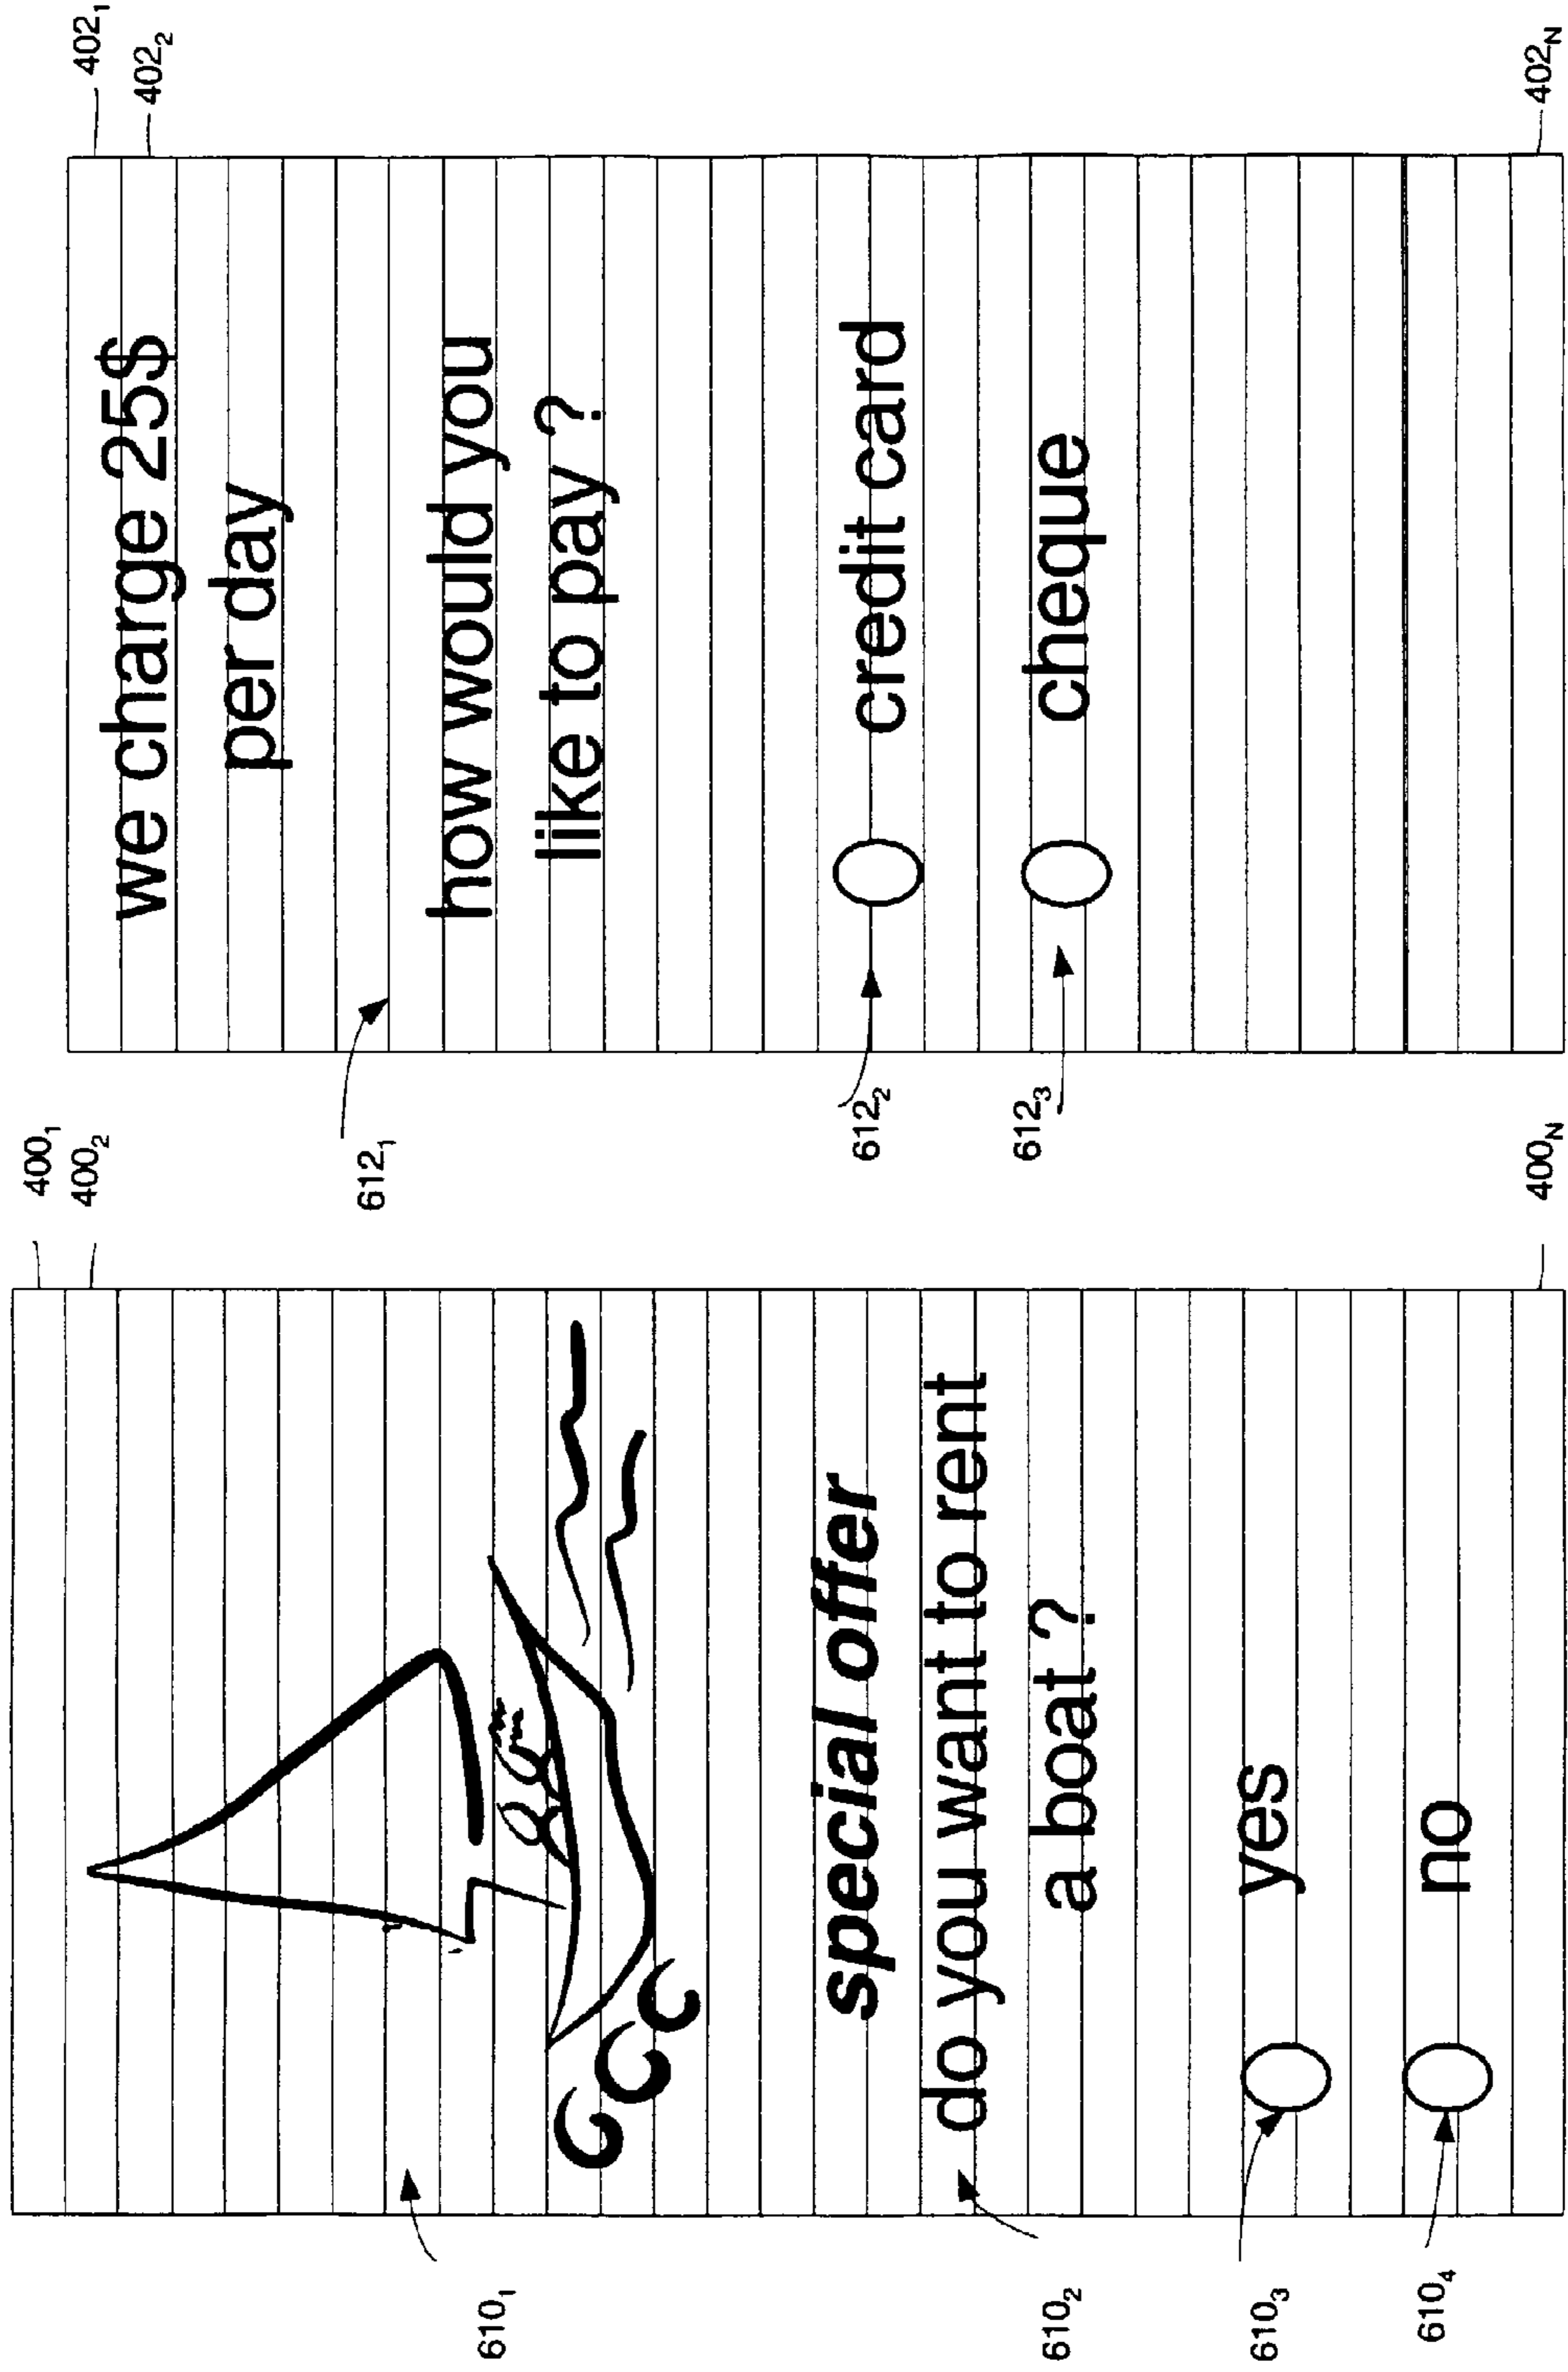 400₁
400₂
610₁
special offer
do you want to rent
a boat ?
610₂
yes
610₃
no
610₄
400N
402₁
402₂
we charge 25$
per day
612₁
how would you
like to pay ?
credit card
612₂
cheque
612₃
402N